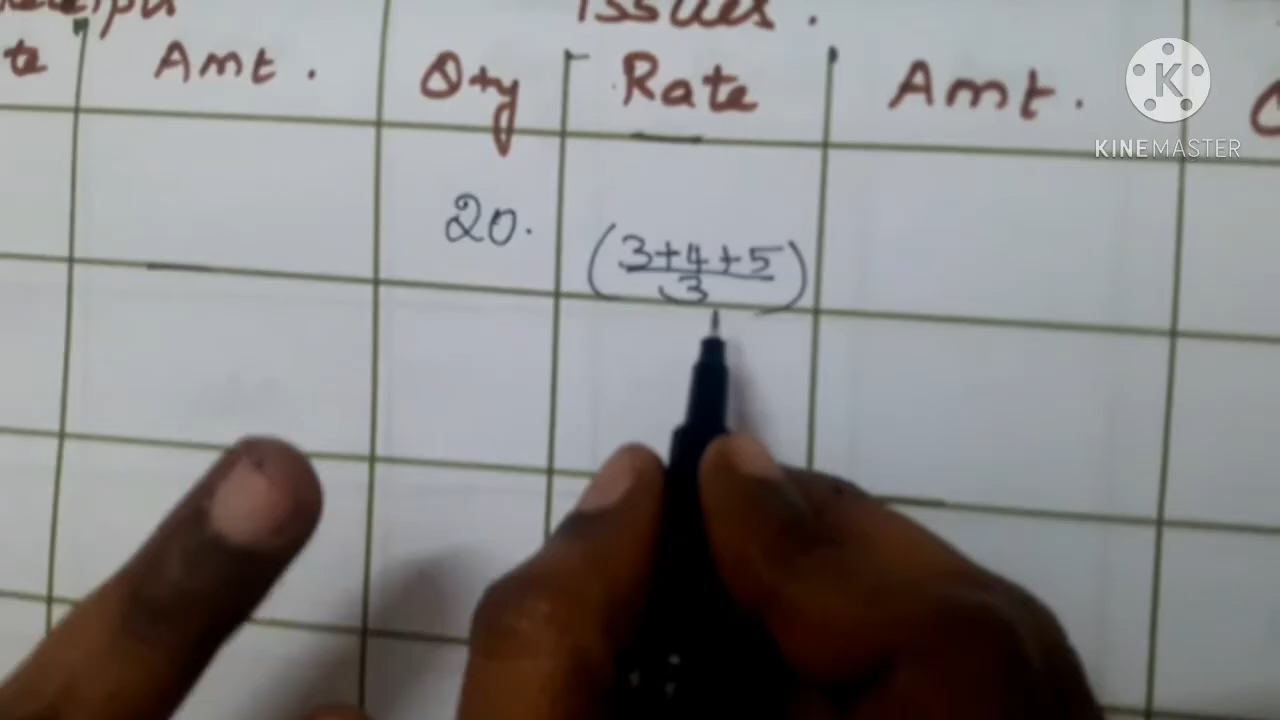 Issues.
Amt. Qty Rate Amt.
20. (3+4+5/3)
KINEMASTER